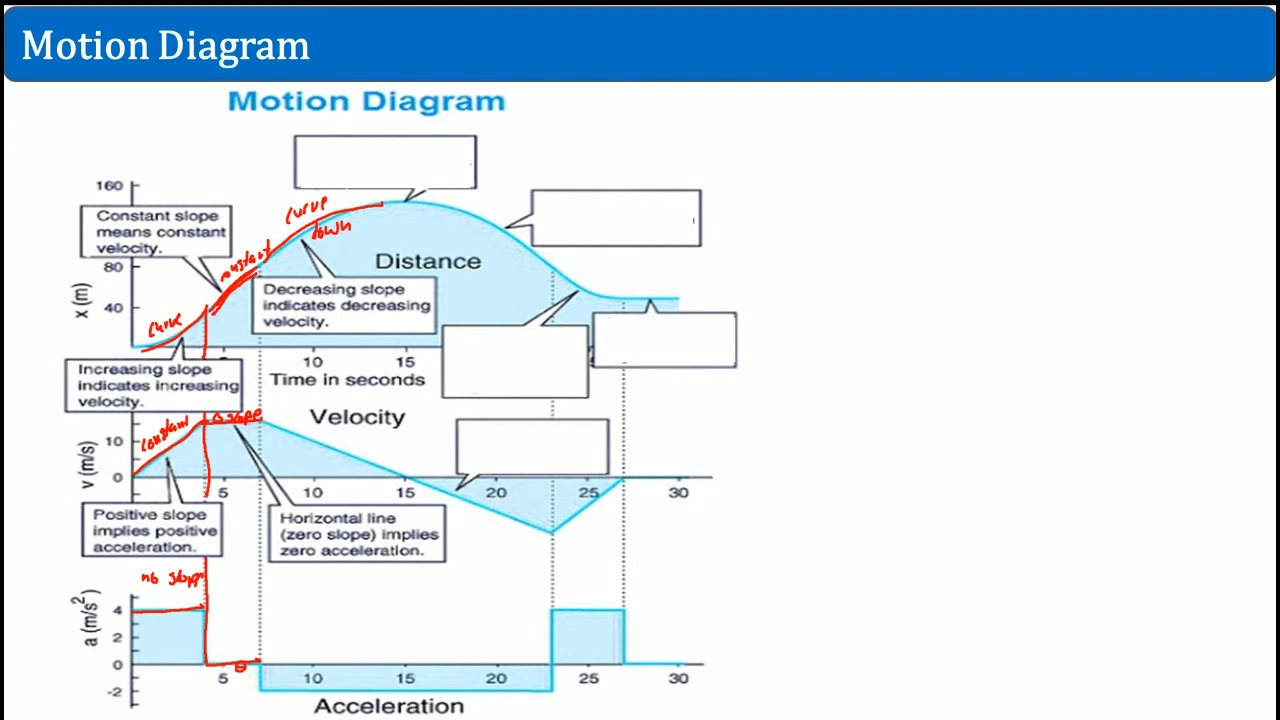 Motion Diagram
Motion Diagram
160
Constant slope
means constant
velocity.
80
40
x (m)
curve
constant
curve
down
Distance
Decreasing slope
indicates decreasing
velocity.
5
10
15
Time in seconds
Increasing slope
indicates increasing
velocity.
Velocity
constant
0 slope
10
0
v (m/s)
5
10
15
20
25
30
Positive slope
implies positive
acceleration.
Horizontal line
(zero slope) implies
zero acceleration.
no slope
4
2
0
-2
a (m/s²)
0
5
10
15
20
25
30
Acceleration